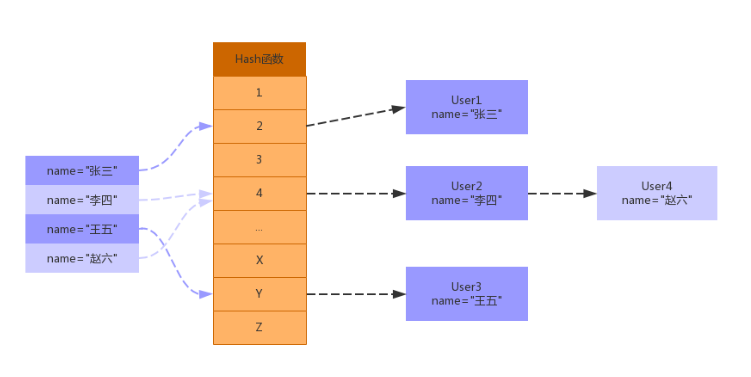 name="张三"
name="李四"
name="王五"
name="赵六"
Hash函数
1
2
3
4
...
X
Y
Z
User1
name="张三"
User2
name="李四"
User4
name="赵六"
User3
name="王五"